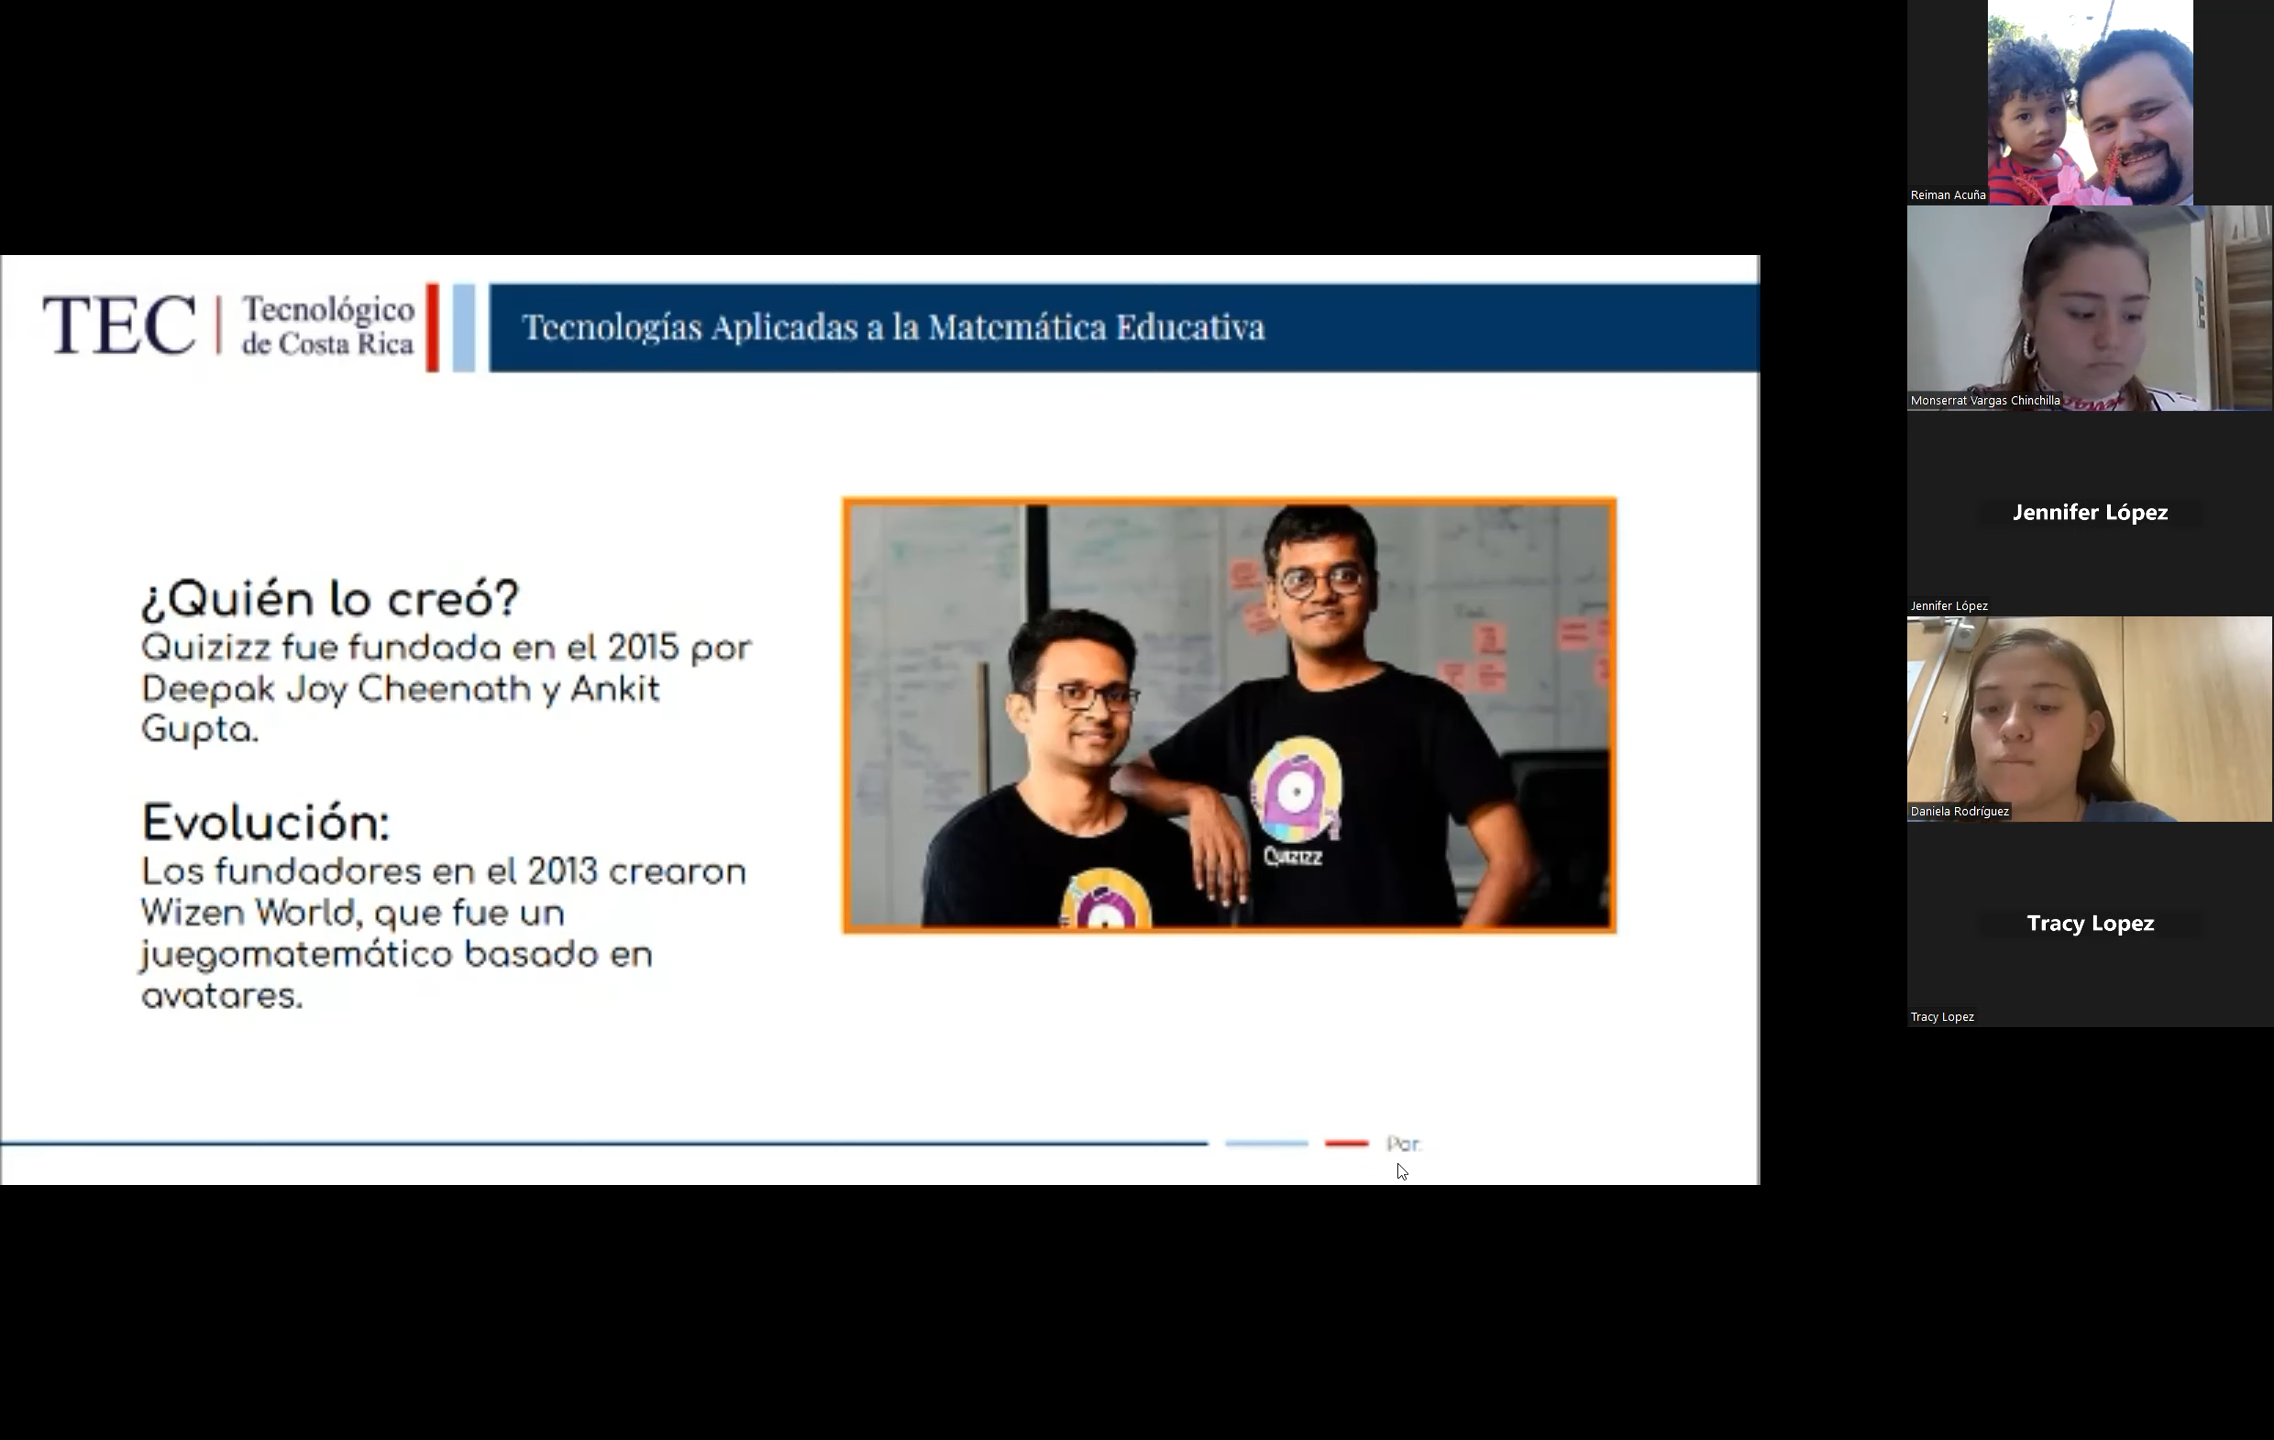 TEC | Tecnológico
de Costa Rica
Tecnologías Aplicadas a la Matemática Educativa
¿Quién lo creó?
Quizizz fue fundada en el 2015 por
Deepak Joy Cheenath y Ankit
Gupta.
Evolución:
Los fundadores en el 2013 crearon
Wizen World, que fue un
juegomatemático basado en
avatares.
Quizizz
Por:
Reiman Acuña
Monserrat Vargas Chinchilla
Jennifer López
Jennifer López
Daniela Rodríguez
Tracy Lopez
Tracy Lopez